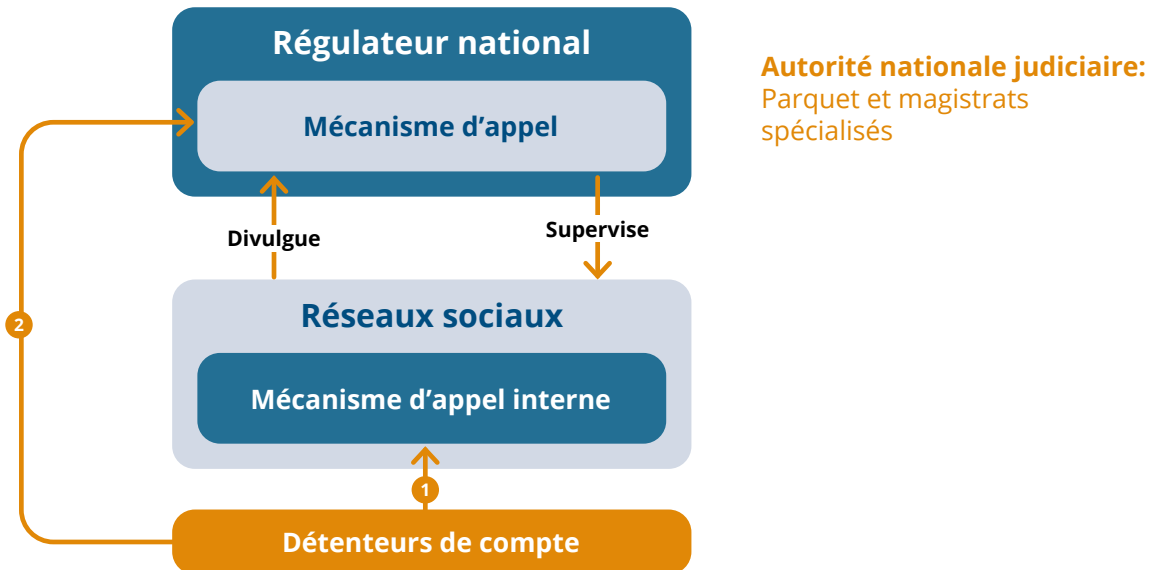 Régulateur national
Mécanisme d’appel
Autorité nationale judiciaire:
Parquet et magistrats
spécialisés
Divulgue
Supervise
Réseaux sociaux
2
Mécanisme d’appel interne
1
Détenteurs de compte